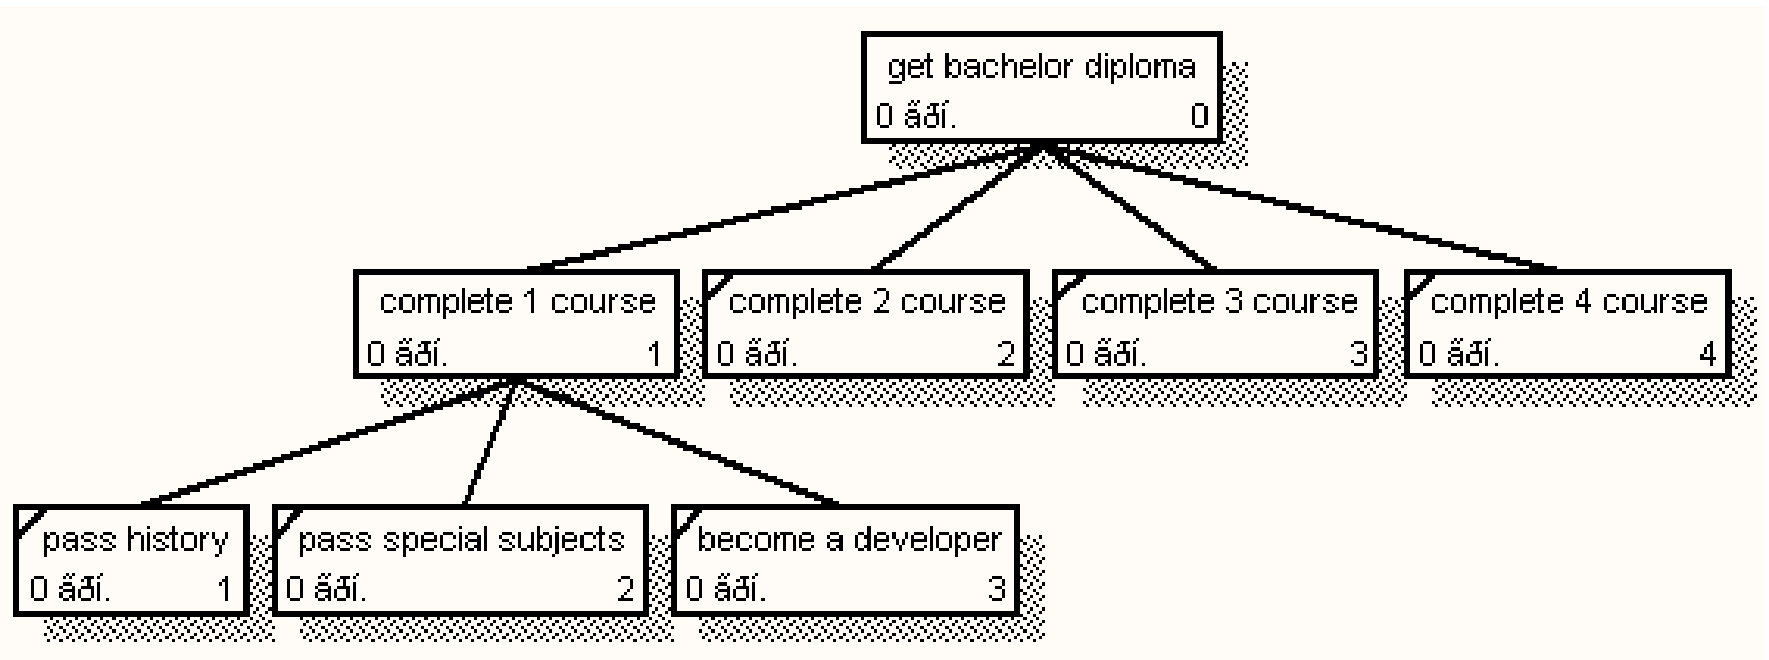 get bachelor diploma
0 ãðí. 0
complete 1 course
0 ãðí. 1
complete 2 course
0 ãðí. 2
complete 3 course
0 ãðí. 3
complete 4 course
0 ãðí. 4
pass history
0 ãðí. 1
pass special subjects
0 ãðí. 2
become a developer
0 ãðí. 3